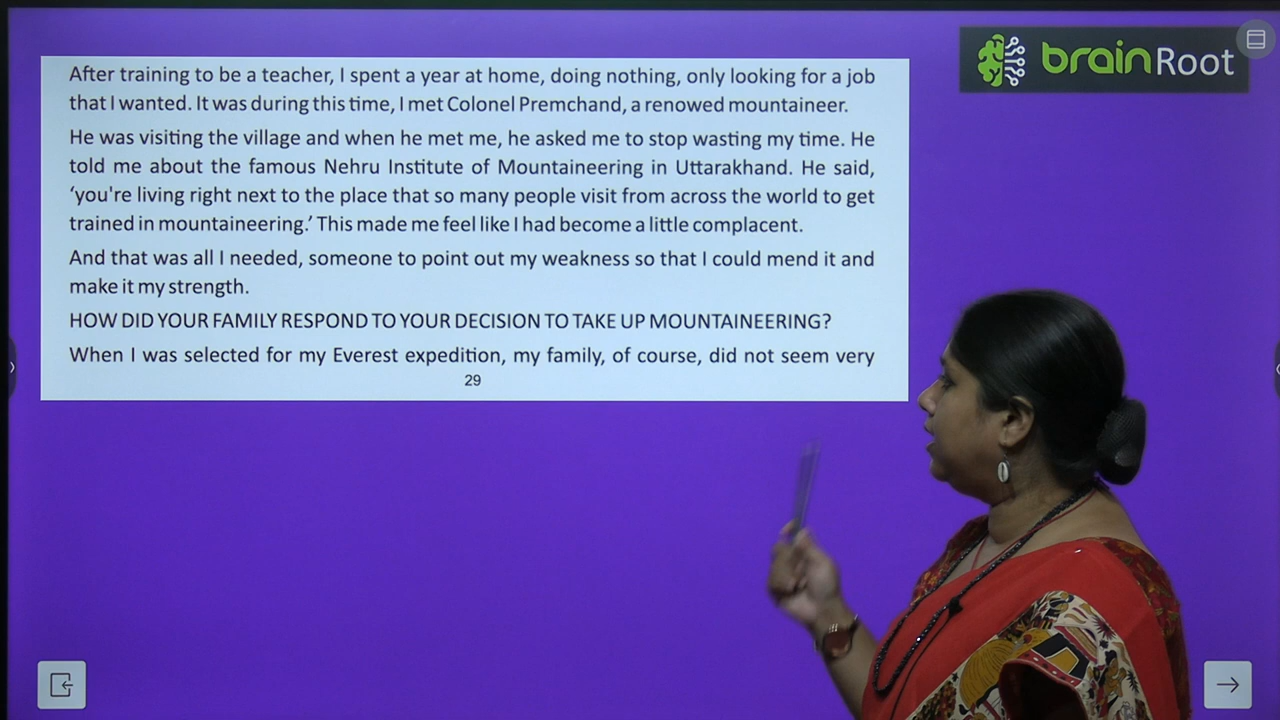 brainRoot
After training to be a teacher, I spent a year at home, doing nothing, only looking for a job
that I wanted. It was during this time, I met Colonel Premchand, a renowed mountaineer.
He was visiting the village and when he met me, he asked me to stop wasting my time. He
told me about the famous Nehru Institute of Mountaineering in Uttarakhand. He said,
‘you're living right next to the place that so many people visit from across the world to get
trained in mountaineering.’ This made me feel like I had become a little complacent.
And that was all I needed, someone to point out my weakness so that I could mend it and
make it my strength.
HOW DID YOUR FAMILY RESPOND TO YOUR DECISION TO TAKE UP MOUNTAINEERING?
When I was selected for my Everest expedition, my family, of course, did not seem very
29